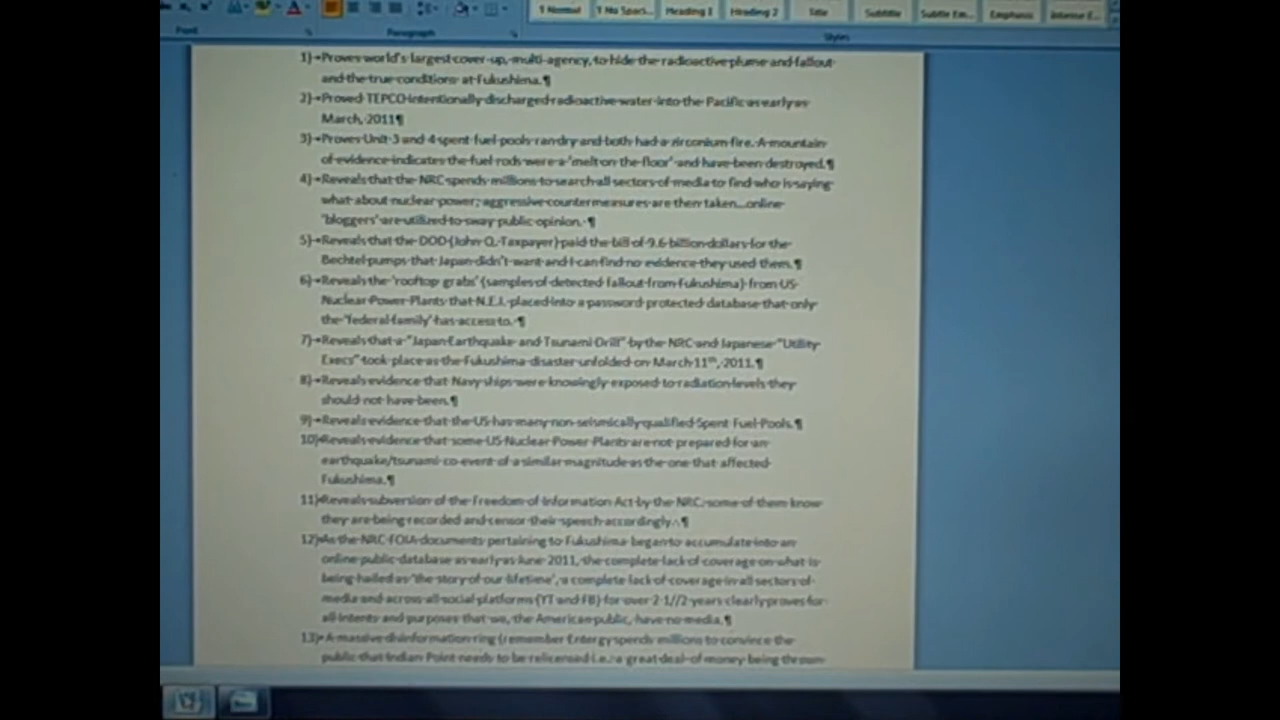 Font
Paragraph
Styles
¶ Normal
¶ No Spaci...
Heading 1
Heading 2
Title
Subtitle
Subtle Em...
Emphasis
Intense E...
1) Proves world's largest cover-up, multi-agency, to hide the radioactive plume and fallout
and the true conditions at Fukushima.¶
2) Proved TEPCO intentionally discharged radioactive water into the Pacific as early as
March, 2011¶
3) Proves Unit 3 and 4 spent fuel pools ran dry and both had a zirconium fire. A mountain
of evidence indicates the fuel rods were a 'melt on the floor' and have been destroyed.¶
4) Reveals that the NRC spends millions to search all sectors of media to find who is saying
what about nuclear power; aggressive countermeasures are then taken...online
'bloggers' are utilized to sway public opinion. ¶
5) Reveals that the DOD (John Q. Taxpayer) paid the bill of 9.6 billion dollars for the
Bechtel pumps that Japan didn't want and I can find no evidence they used them.¶
6) Reveals the 'rooftop grabs' (samples of detected fallout from Fukushima) from US
Nuclear Power Plants that N.E.I. placed into a password protected database that only
the 'federal family' has access to. ¶
7) Reveals that a "Japan Earthquake and Tsunami Drill" by the NRC and Japanese "Utility
Execs" took place as the Fukushima disaster unfolded on March 11th, 2011.¶
8) Reveals evidence that Navy ships were knowingly exposed to radiation levels they
should not have been.¶
9) Reveals evidence that the US has many non-seismically qualified Spent Fuel Pools.¶
10) Reveals evidence that some US Nuclear Power Plants are not prepared for an
earthquake/tsunami co-event of a similar magnitude as the one that affected
Fukushima.¶
11) Reveals subversion of the Freedom of Information Act by the NRC, some of them know
they are being recorded and censor their speech accordingly. ¶
12) As the NRC FOIA documents pertaining to Fukushima began to accumulate into an
online public database as early as June 2011, the complete lack of coverage on what is
being hailed as 'the story of our lifetime', a complete lack of coverage in all sectors of
media and across all social platforms (YT and FB) for over 2 1//2 years clearly proves for
all intents and purposes that we, the American public, have no media.¶
13) A massive disinformation ring (remember Entergy spends millions to convince the
public that Indian Point needs to be relicensed i.e. a great deal of money being thrown